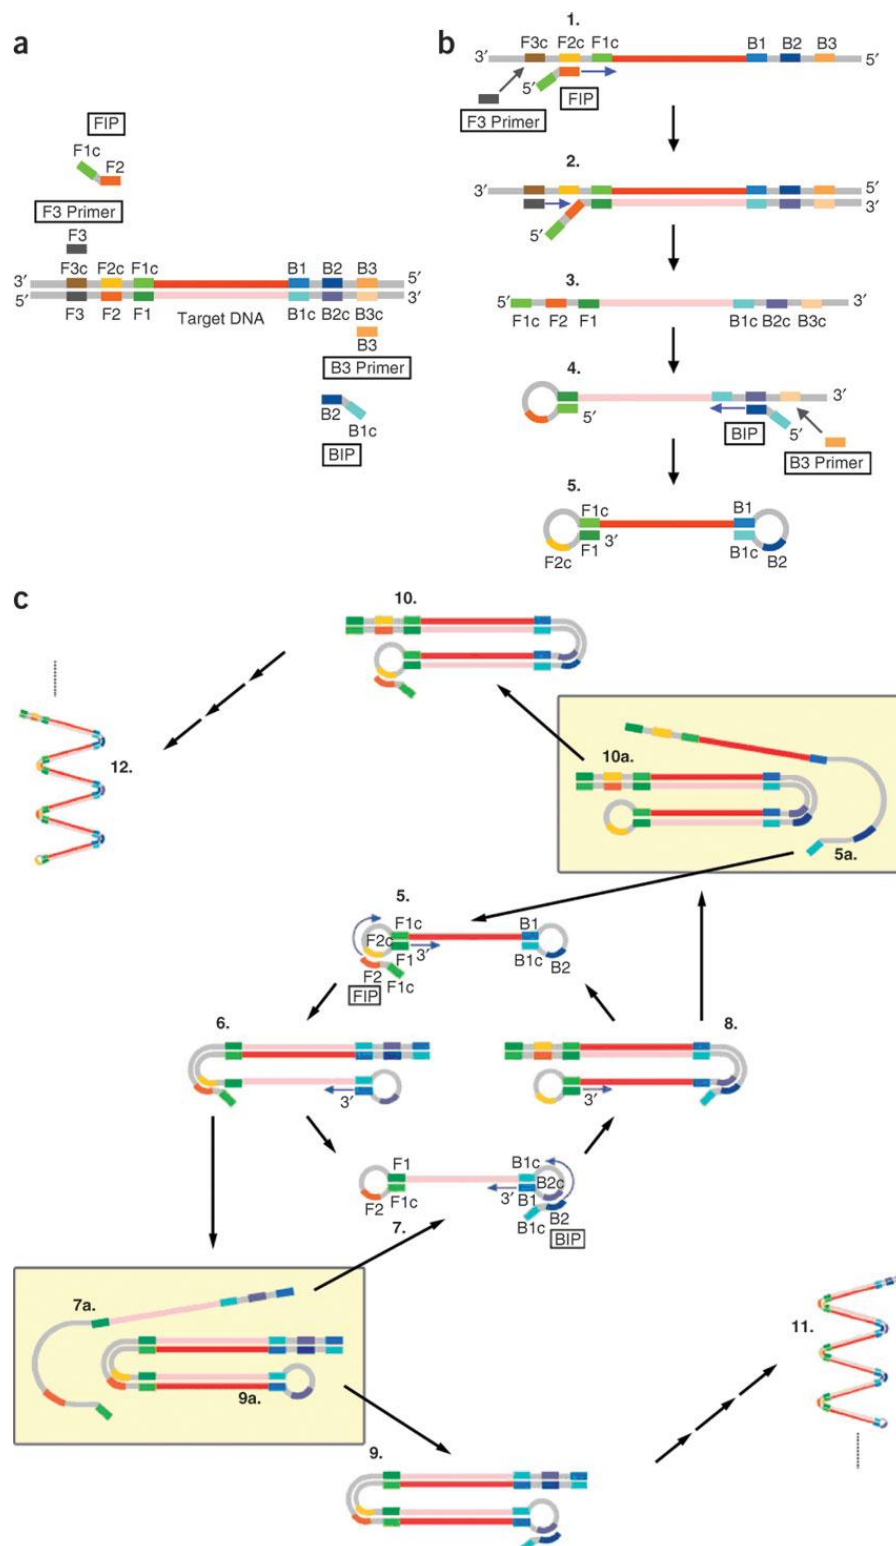 a
FIP
F1c
F2
F3 Primer
F3
F3c F2c F1c B1 B2 B3
3′ 5′
5′ 3′
F3 F2 F1 Target DNA B1c B2c B3c
B3
B3 Primer
B2
B1c
BIP
b
1.
F3c F2c F1c B1 B2 B3
3′ 5′
5′
FIP
F3 Primer
2.
3′ 5′
3′
5′
3.
5′ 3′
F1c F2 F1 B1c B2c B3c
4.
3′
5′
BIP 5′
B3 Primer
5.
F1c B1
F1 3′ B1c
F2c B2
c
10.
12.
10a.
5a.
5.
F1c B1
F2c
F1 3′ B1c B2
F2 F1c
FIP
6.
8.
3′
3′
F1 B1c
B2c
F2 F1c 3′ B1
B1c B2
7.
BIP
7a.
9a.
11.
9.